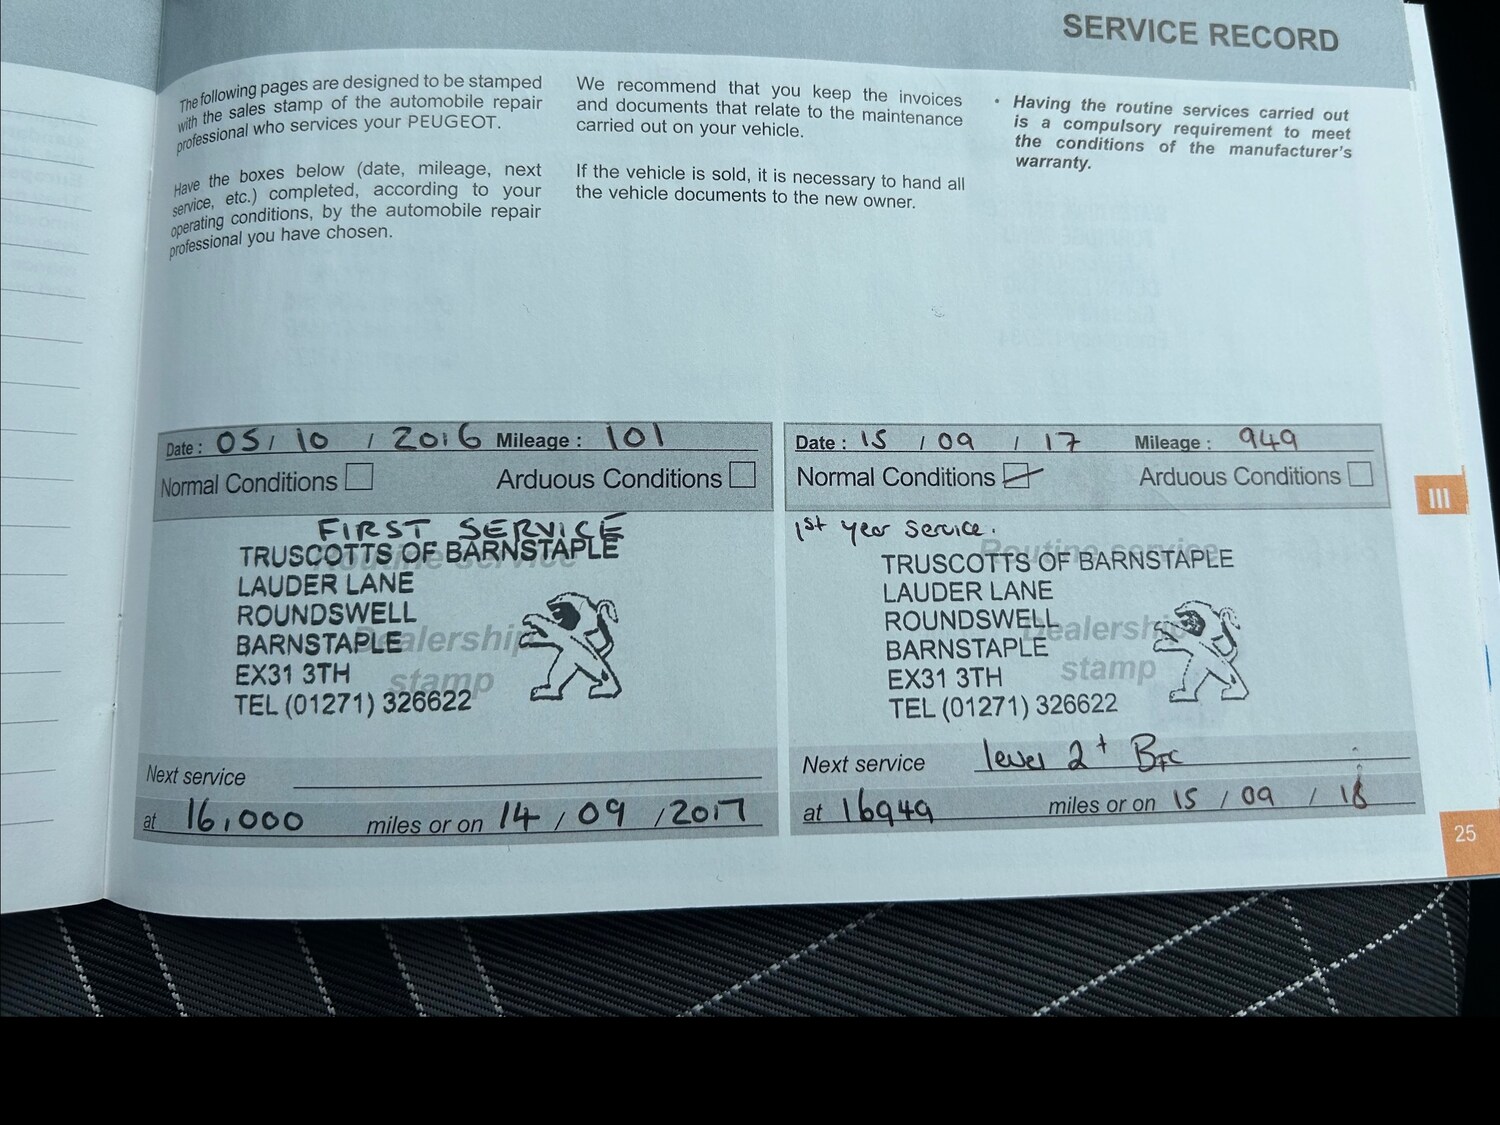 SERVICE RECORD
The following pages are designed to be stamped
with the sales stamp of the automobile repair
professional who services your PEUGEOT.
Have the boxes below (date, mileage, next
service, etc.) completed, according to your
operating conditions, by the automobile repair
professional you have chosen.
We recommend that you keep the invoices
and documents that relate to the maintenance
carried out on your vehicle.
If the vehicle is sold, it is necessary to hand all
the vehicle documents to the new owner.
• Having the routine services carried out
is a compulsory requirement to meet
the conditions of the manufacturer's
warranty.
Date : 05 / 10 / 2016 Mileage : 101
Normal Conditions Arduous Conditions
FIRST SERVICE
Routine service
TRUSCOTTS OF BARNSTAPLE
LAUDER LANE
ROUNDSWELL
BARNSTAPLE
EX31 3TH
TEL (01271) 326622
Dealership
stamp
Next service
at 16,000 miles or on 14 / 09 / 2017
Date : 15 / 09 / 17 Mileage : 949
Normal Conditions Arduous Conditions
1st year service.
Routine service
TRUSCOTTS OF BARNSTAPLE
LAUDER LANE
ROUNDSWELL
BARNSTAPLE
EX31 3TH
TEL (01271) 326622
Dealership
stamp
Next service level 2 +
at 16949 miles or on 15 / 09 / 18
III
25